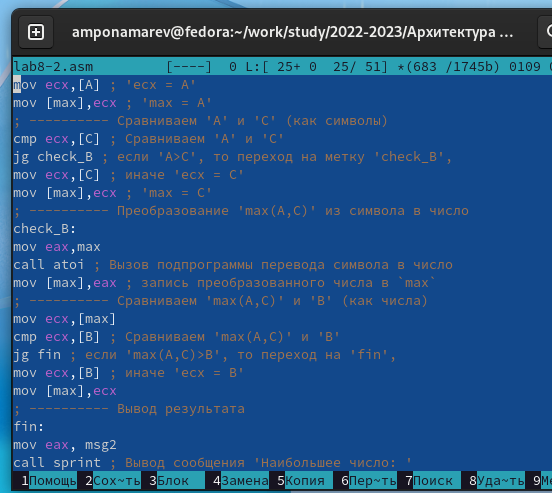 amponamarev@fedora:~/work/study/2022-2023/Архитектура ...
lab8-2.asm [----] 0 L:[ 25+ 0 25/ 51] *(683 /1745b) 0109
mov ecx,[A] ; 'ecx = A'
mov [max],ecx ; 'max = A'
; ---------- Сравниваем 'A' и 'С' (как символы)
cmp ecx,[C] ; Сравниваем 'A' и 'С'
jg check_B ; если 'A>C', то переход на метку 'check_B',
mov ecx,[C] ; иначе 'ecx = C'
mov [max],ecx ; 'max = C'
; ---------- Преобразование 'max(A,C)' из символа в число
check_B:
mov eax,max
call atoi ; Вызов подпрограммы перевода символа в число
mov [max],eax ; запись преобразованного числа в `max`
; ---------- Сравниваем 'max(A,C)' и 'B' (как числа)
mov ecx,[max]
cmp ecx,[B] ; Сравниваем 'max(A,C)' и 'B'
jg fin ; если 'max(A,C)>B', то переход на 'fin',
mov ecx,[B] ; иначе 'ecx = B'
mov [max],ecx
; ---------- Вывод результата
fin:
mov eax, msg2
call sprint ; Вывод сообщения 'Наибольшее число: '
1Помощь 2Сох~ть 3Блок 4Замена 5Копия 6Пер~ть 7Поиск 8Уда~ть 9